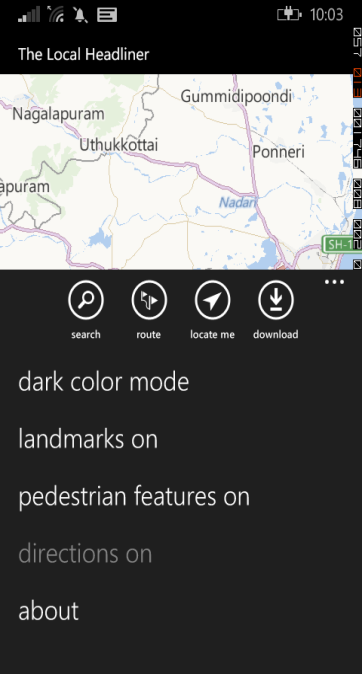 10:03
The Local Headliner
Gummidipoondi
Nagalapuram
Uthukkottai
Ponneri
apuram
Nadari
SH-1
search
route
locate me
download
dark color mode
landmarks on
pedestrian features on
directions on
about